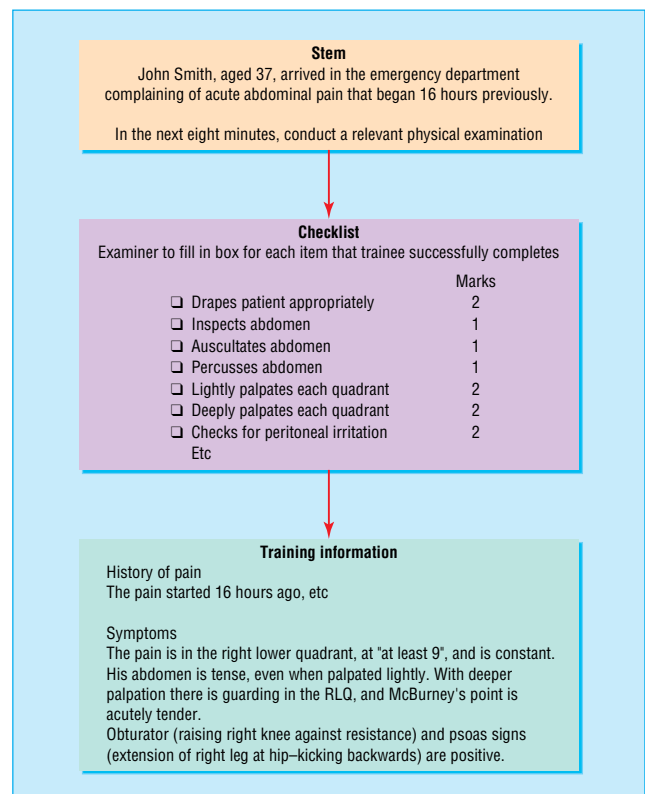 Stem
John Smith, aged 37, arrived in the emergency department
complaining of acute abdominal pain that began 16 hours previously.
In the next eight minutes, conduct a relevant physical examination
Checklist
Examiner to fill in box for each item that trainee successfully completes
Marks
❑ Drapes patient appropriately 2
❑ Inspects abdomen 1
❑ Auscultates abdomen 1
❑ Percusses abdomen 1
❑ Lightly palpates each quadrant 2
❑ Deeply palpates each quadrant 2
❑ Checks for peritoneal irritation 2
Etc
Training information
History of pain
The pain started 16 hours ago, etc
Symptoms
The pain is in the right lower quadrant, at "at least 9", and is constant.
His abdomen is tense, even when palpated lightly. With deeper
palpation there is guarding in the RLQ, and McBurney's point is
acutely tender.
Obturator (raising right knee against resistance) and psoas signs
(extension of right leg at hip–kicking backwards) are positive.